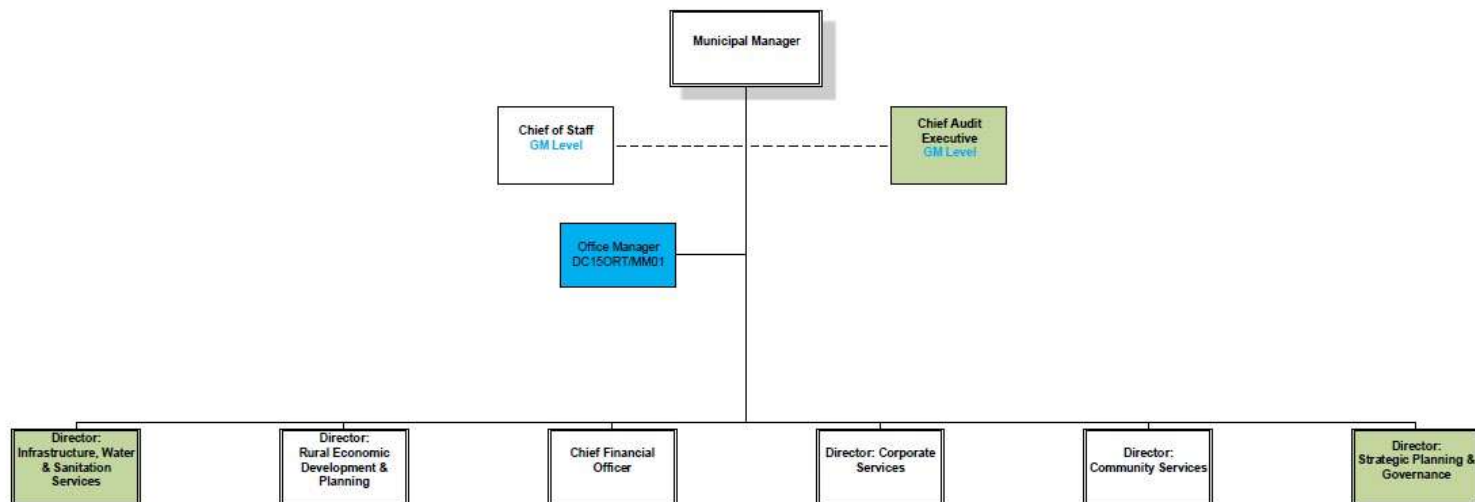 Municipal Manager
Chief of Staff
GM Level
Chief Audit
Executive
GM Level
Office Manager
DC15ORT/MM01
Director:
Infrastructure, Water
& Sanitation
Services
Director:
Rural Economic
Development &
Planning
Chief Financial
Officer
Director: Corporate
Services
Director:
Community Services
Director:
Strategic Planning &
Governance